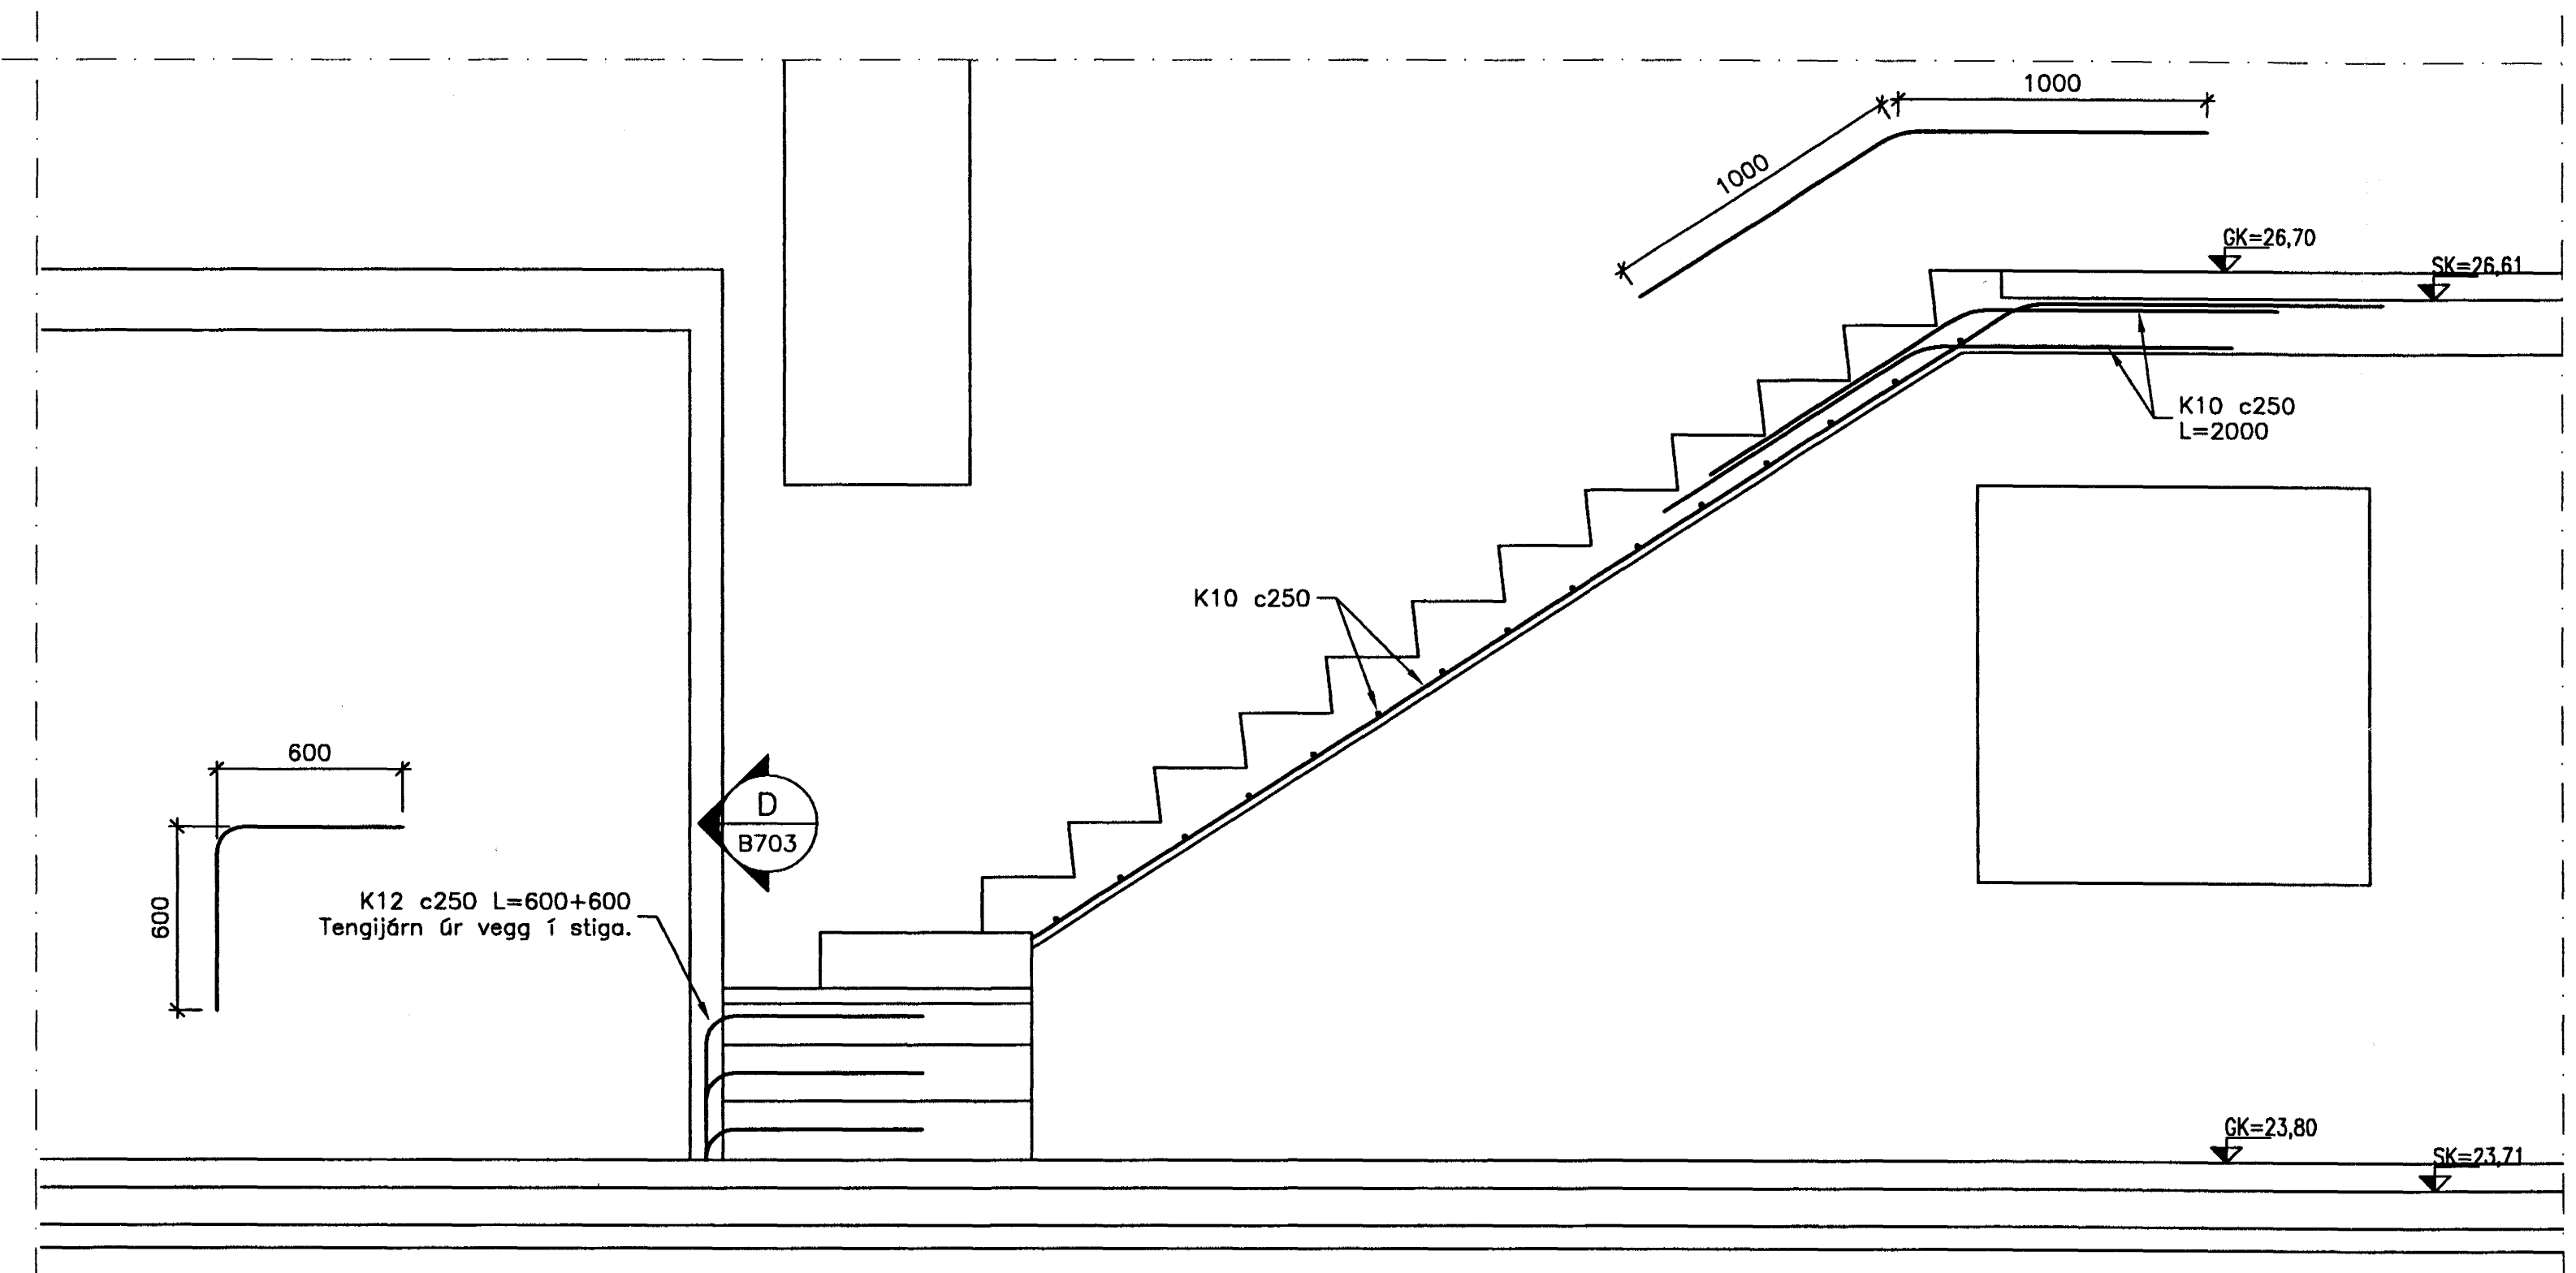 1000
1000
GK=26,70
SK=26,61
K10 c250
L=2000
K10 c250
600
600
D
B703
K12 c250 L=600+600
Tengijárn úr vegg í stiga.
GK=23,80
SK=23,71